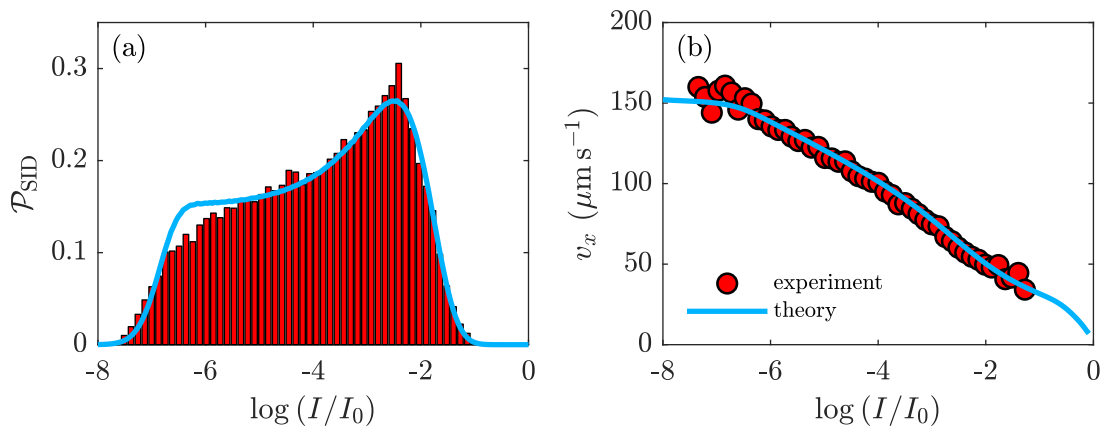 (a)
0.3
0.2
0.1
0
P_SID
-8 -6 -4 -2 0
log (I/I₀)
(b)
200
150
100
50
0
vₓ (μm s⁻¹)
experiment
theory
-8 -6 -4 -2 0
log (I/I₀)